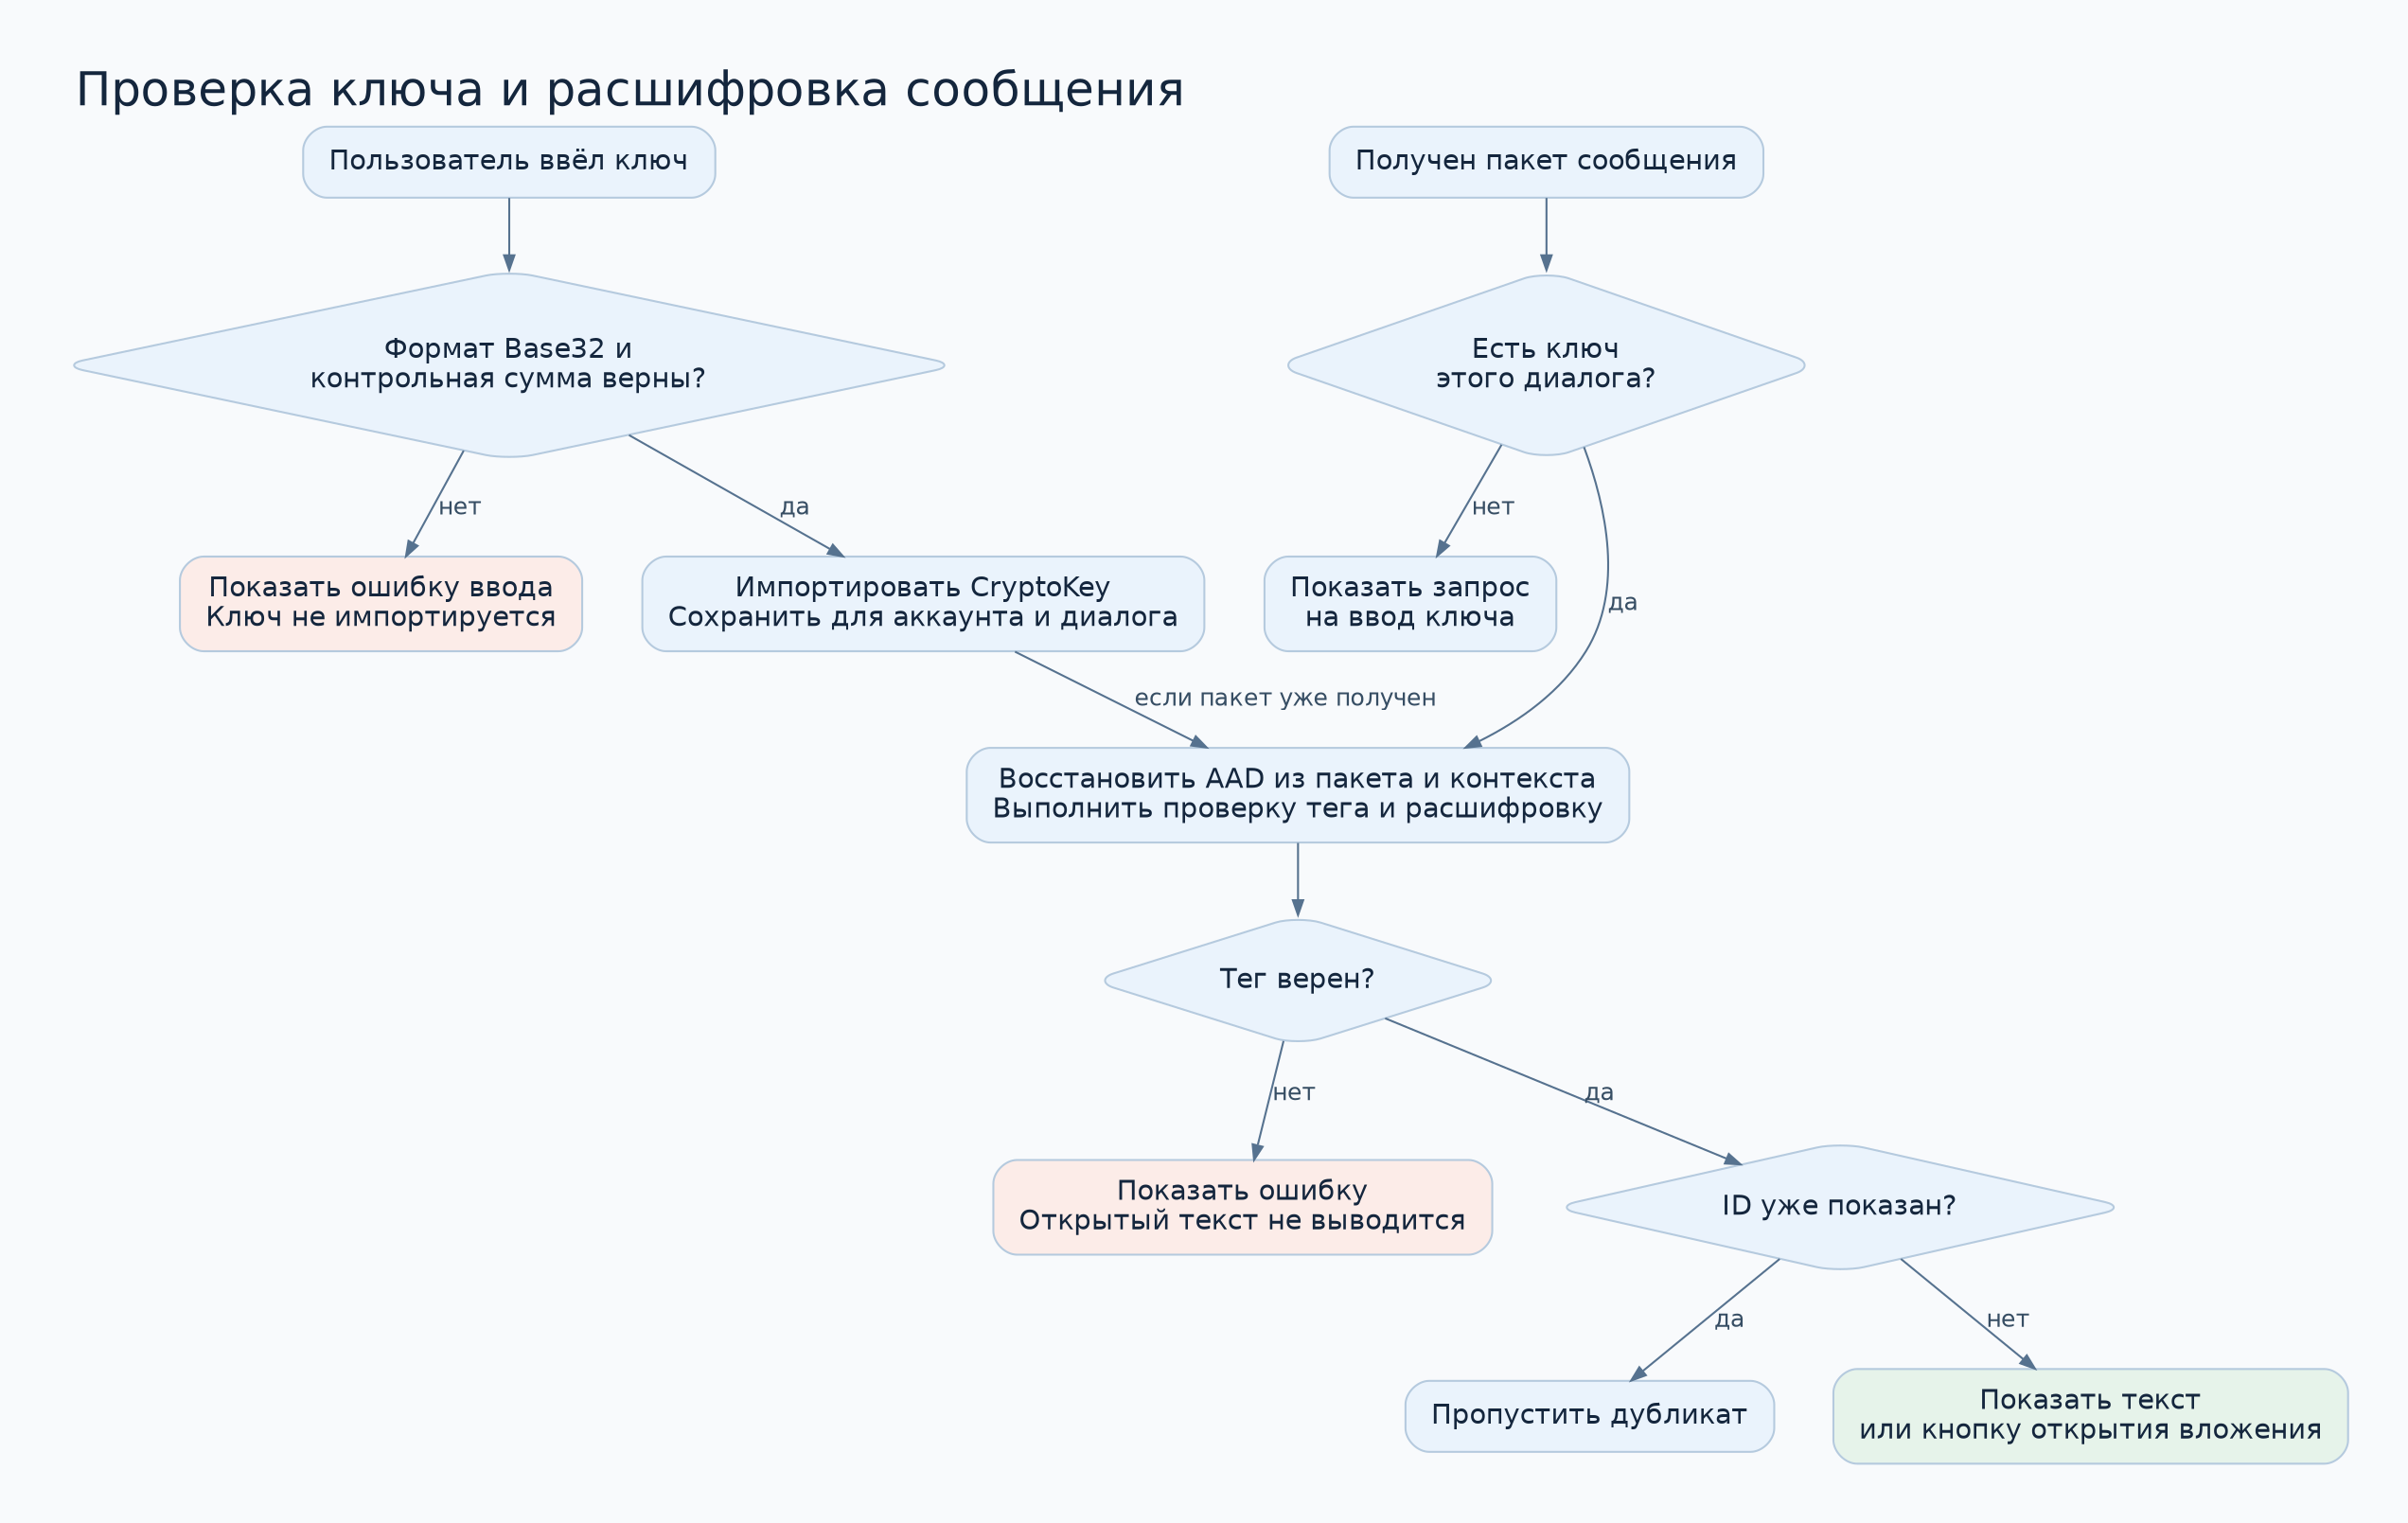 Проверка ключа и расшифровка сообщения
Пользователь ввёл ключ
Получен пакет сообщения
Формат Base32 и
контрольная сумма верны?
Есть ключ
этого диалога?
нет
да
нет
Показать ошибку ввода
Ключ не импортируется
Импортировать CryptoKey
Сохранить для аккаунта и диалога
Показать запрос
на ввод ключа
да
если пакет уже получен
Восстановить AAD из пакета и контекста
Выполнить проверку тега и расшифровку
Тег верен?
нет
да
Показать ошибку
Открытый текст не выводится
ID уже показан?
да
нет
Пропустить дубликат
Показать текст
или кнопку открытия вложения